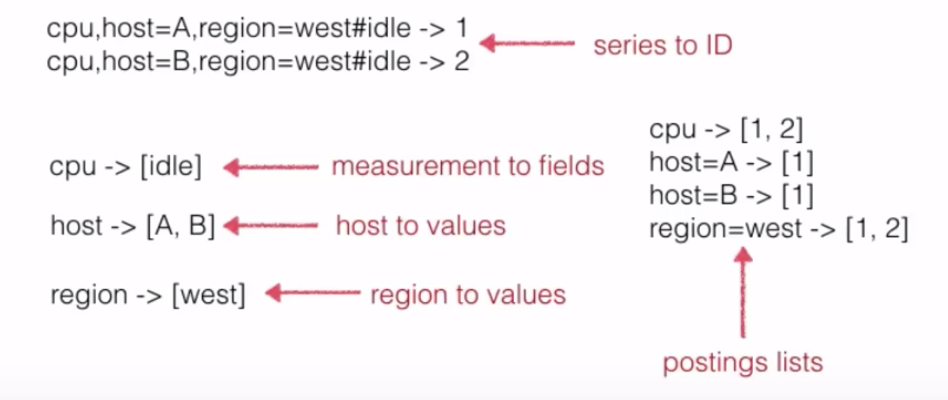 cpu,host=A,region=west#idle -> 1
cpu,host=B,region=west#idle -> 2
series to ID
cpu -> [idle]
measurement to fields
host -> [A, B]
host to values
region -> [west]
region to values
cpu -> [1, 2]
host=A -> [1]
host=B -> [1]
region=west -> [1, 2]
postings lists